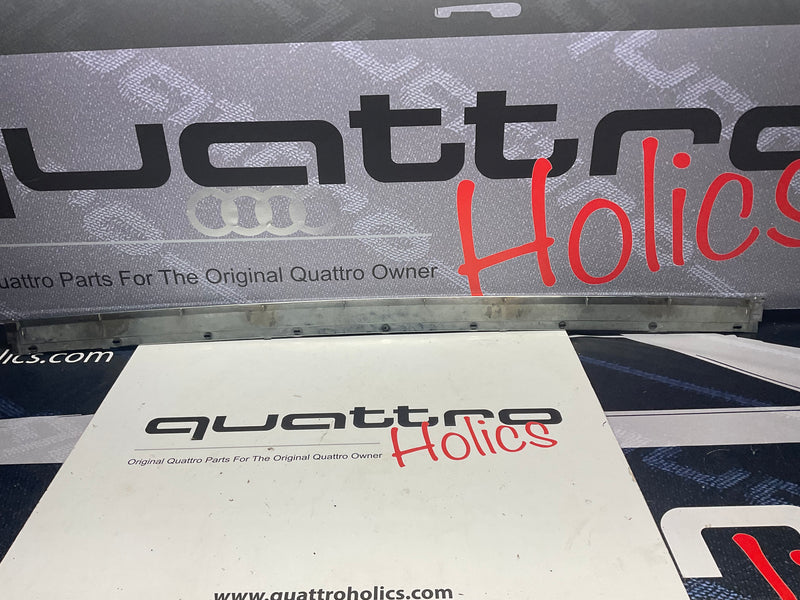 quattro
Holics
uattro Parts For The Original Quattro Owner
lics.com
quattro
Holics
Original Quattro Parts For The Original Quattro Owner
www.quattroholics.com